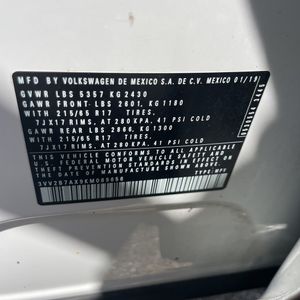 MFD BY VOLKSWAGEN DE MEXICO S.A. DE C.V. MEXICO 01/19
GVWR LBS 5357 KG 2430
GAWR FRONT LBS 2601, KG 1180
WITH 215/65 R17 TIRES,
7JX17 RIMS, AT 280 KPA, 41 PSI COLD
GAWR REAR LBS 2866, KG 1300
WITH 215/65 R17 TIRES,
7JX17 RIMS, AT 280 KPA, 41 PSI COLD
THIS VEHICLE CONFORMS TO ALL APPLICABLE
FEDERAL MOTOR VEHICLE SAFETY, BUMPER, AND
THEFT PREVENTION STANDARDS IN EFFECT ON THE
DATE OF MANUFACTURE SHOWN ABOVE.
TYPE: MPV